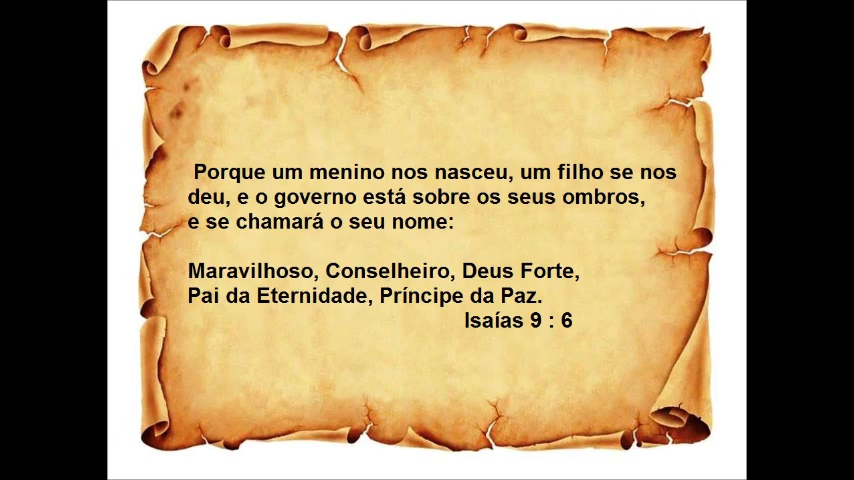 Porque um menino nos nasceu, um filho se nos
deu, e o governo está sobre os seus ombros,
e se chamará o seu nome:
Maravilhoso, Conselheiro, Deus Forte,
Pai da Eternidade, Príncipe da Paz.
Isaías 9 : 6